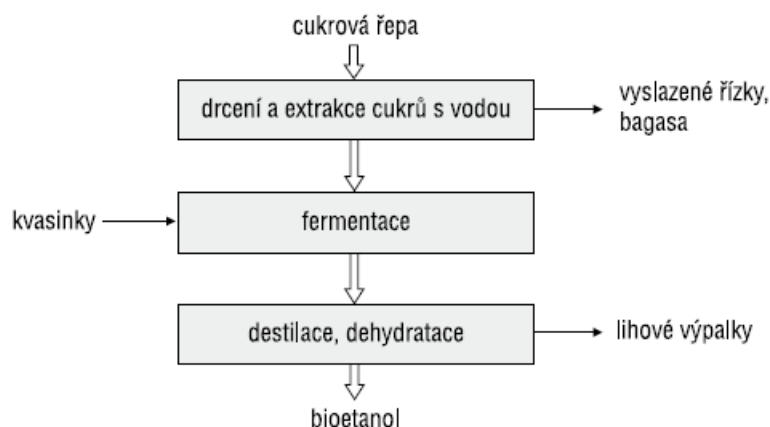 cukrová řepa
drcení a extrakce cukrů s vodou
vyslazené řízky,
bagasa
kvasinky
fermentace
destilace, dehydratace
lihové výpalky
bioetanol